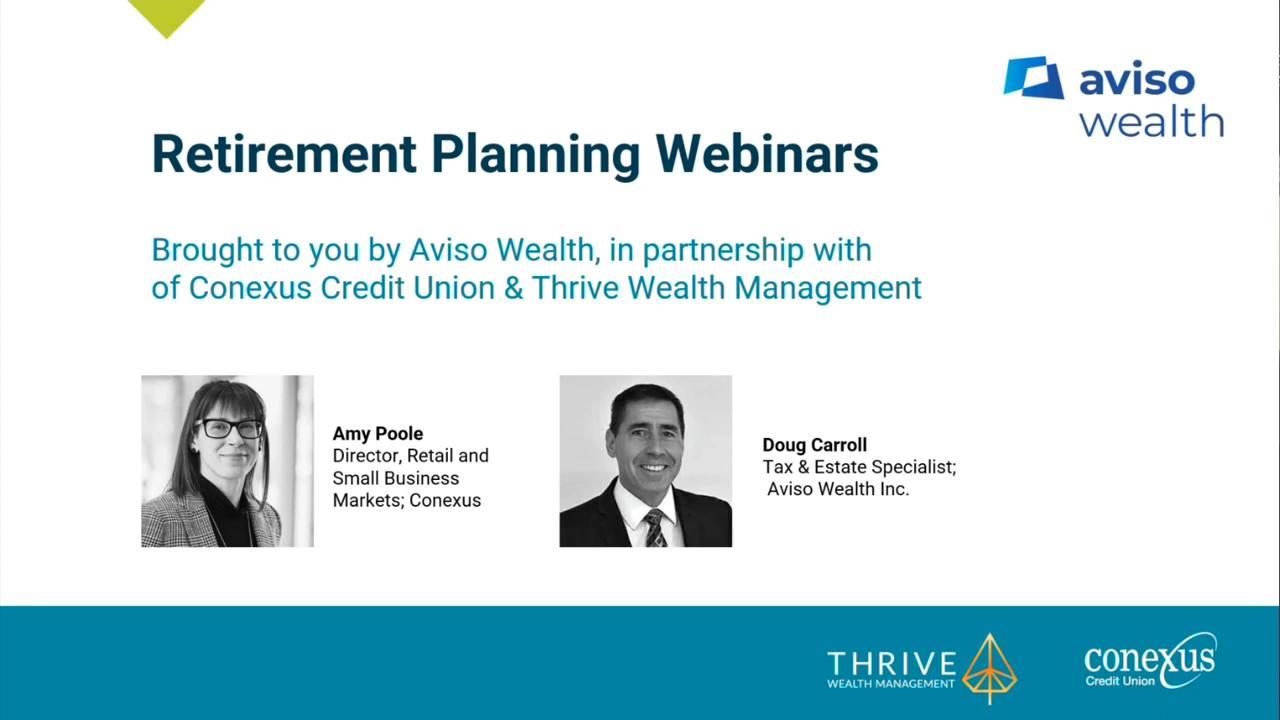 aviso
wealth
Retirement Planning Webinars
Brought to you by Aviso Wealth, in partnership with
of Conexus Credit Union & Thrive Wealth Management
Amy Poole
Director, Retail and
Small Business
Markets; Conexus
Doug Carroll
Tax & Estate Specialist;
Aviso Wealth Inc.
THRIVE
WEALTH MANAGEMENT
conexus
Credit Union